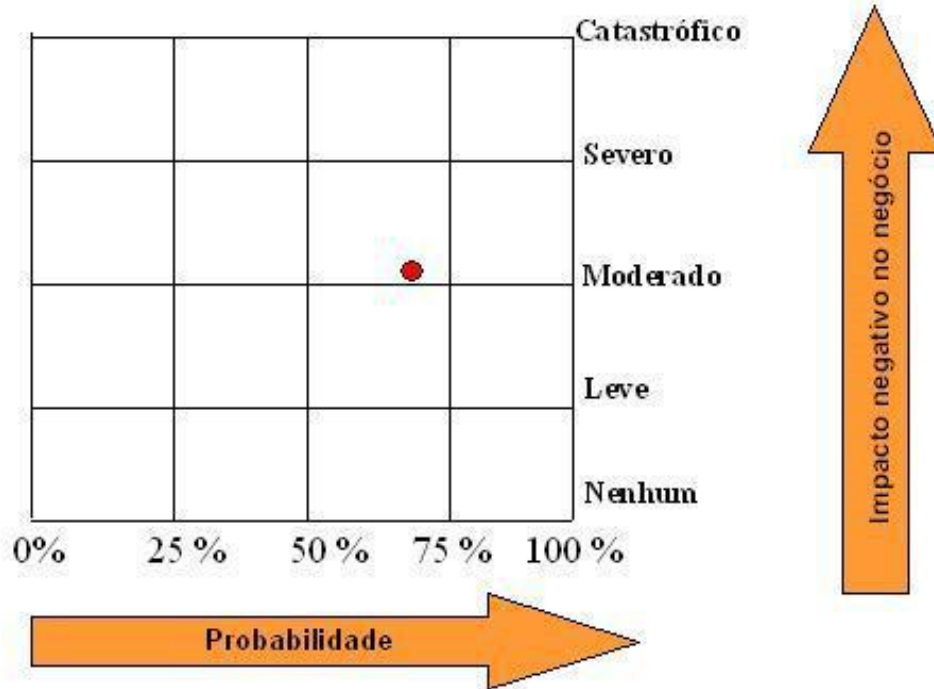 Catastrófico
Severo
Moderado
Leve
Nenhum
0% 25 % 50 % 75 % 100 %
Probabilidade
Impacto negativo no negócio